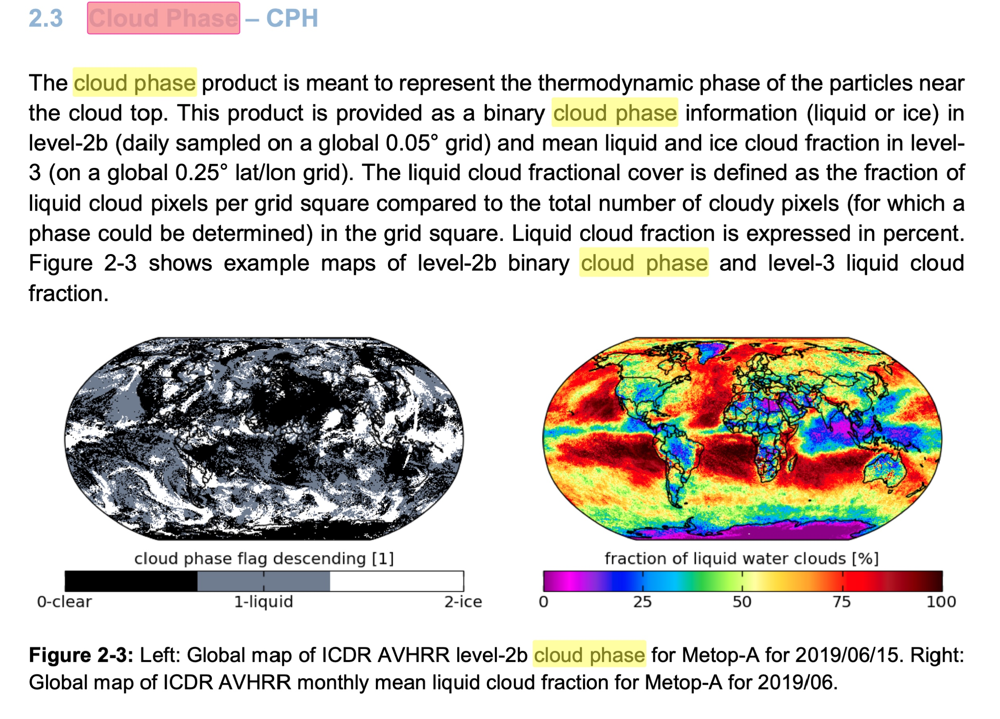 2.3 Cloud Phase – CPH
The cloud phase product is meant to represent the thermodynamic phase of the particles near
the cloud top. This product is provided as a binary cloud phase information (liquid or ice) in
level-2b (daily sampled on a global 0.05° grid) and mean liquid and ice cloud fraction in level-
3 (on a global 0.25° lat/lon grid). The liquid cloud fractional cover is defined as the fraction of
liquid cloud pixels per grid square compared to the total number of cloudy pixels (for which a
phase could be determined) in the grid square. Liquid cloud fraction is expressed in percent.
Figure 2-3 shows example maps of level-2b binary cloud phase and level-3 liquid cloud
fraction.
cloud phase flag descending [1]
0-clear 1-liquid 2-ice
fraction of liquid water clouds [%]
0 25 50 75 100
Figure 2-3: Left: Global map of ICDR AVHRR level-2b cloud phase for Metop-A for 2019/06/15. Right:
Global map of ICDR AVHRR monthly mean liquid cloud fraction for Metop-A for 2019/06.